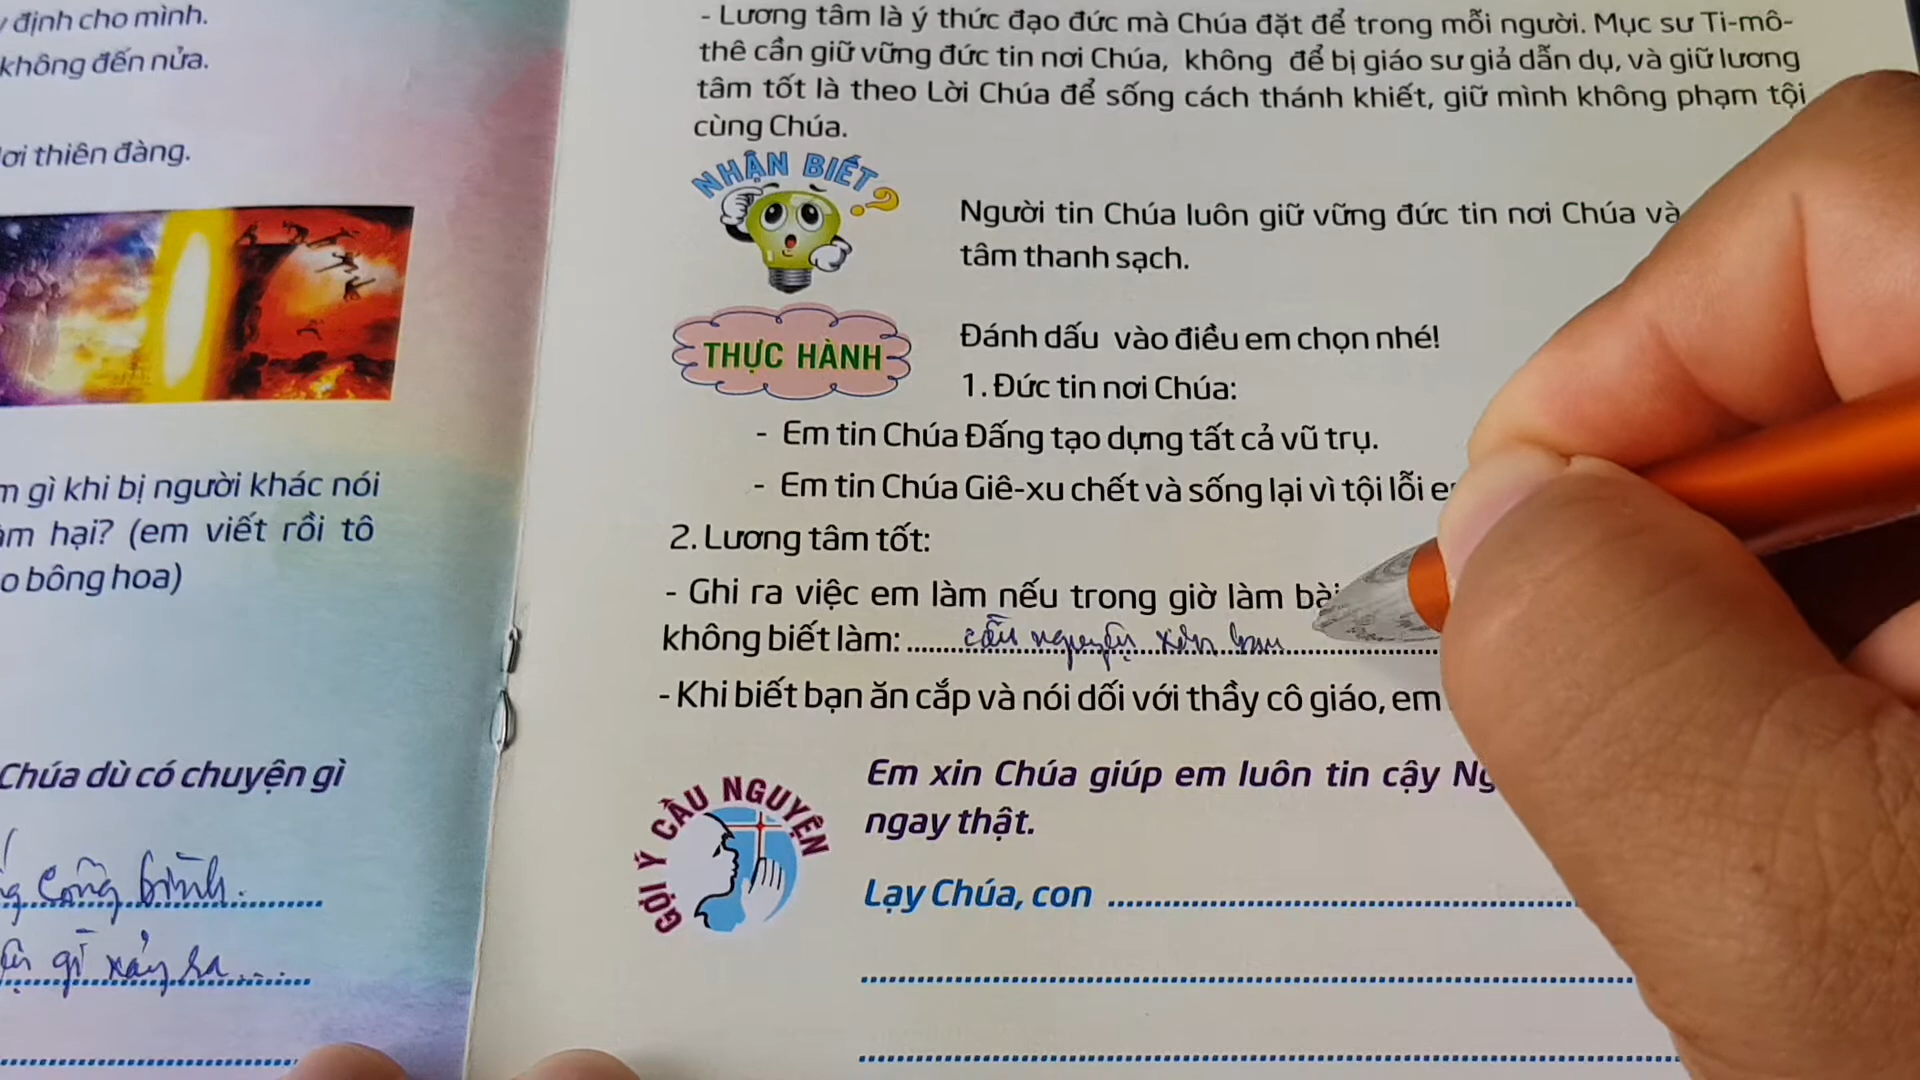 định cho mình.
không đến nửa.
ơi thiên đàng.
gì khi bị người khác nói
hại? (em viết rồi tô
bông hoa)
Chúa dù có chuyện gì
công bình.
gì xảy ra....
- Lương tâm là ý thức đạo đức mà Chúa đặt để trong mỗi người. Mục sư Ti-mô-
thê cần giữ vững đức tin nơi Chúa, không để bị giáo sư giả dẫn dụ, và giữ lương
tâm tốt là theo Lời Chúa để sống cách thánh khiết, giữ mình không phạm tội
cùng Chúa.
NHẬN BIẾT?
Người tin Chúa luôn giữ vững đức tin nơi Chúa và
tâm thanh sạch.
THỰC HÀNH
Đánh dấu vào điều em chọn nhé!
1. Đức tin nơi Chúa:
- Em tin Chúa Đấng tạo dựng tất cả vũ trụ.
- Em tin Chúa Giê-xu chết và sống lại vì tội lỗi
2. Lương tâm tốt:
- Ghi ra việc em làm nếu trong giờ làm bài
không biết làm: cầu nguyện xin
- Khi biết bạn ăn cắp và nói dối với thầy cô giáo, em
GỢI Ý CẦU NGUYỆN
Em xin Chúa giúp em luôn tin cậy
ngay thật.
Lạy Chúa, con